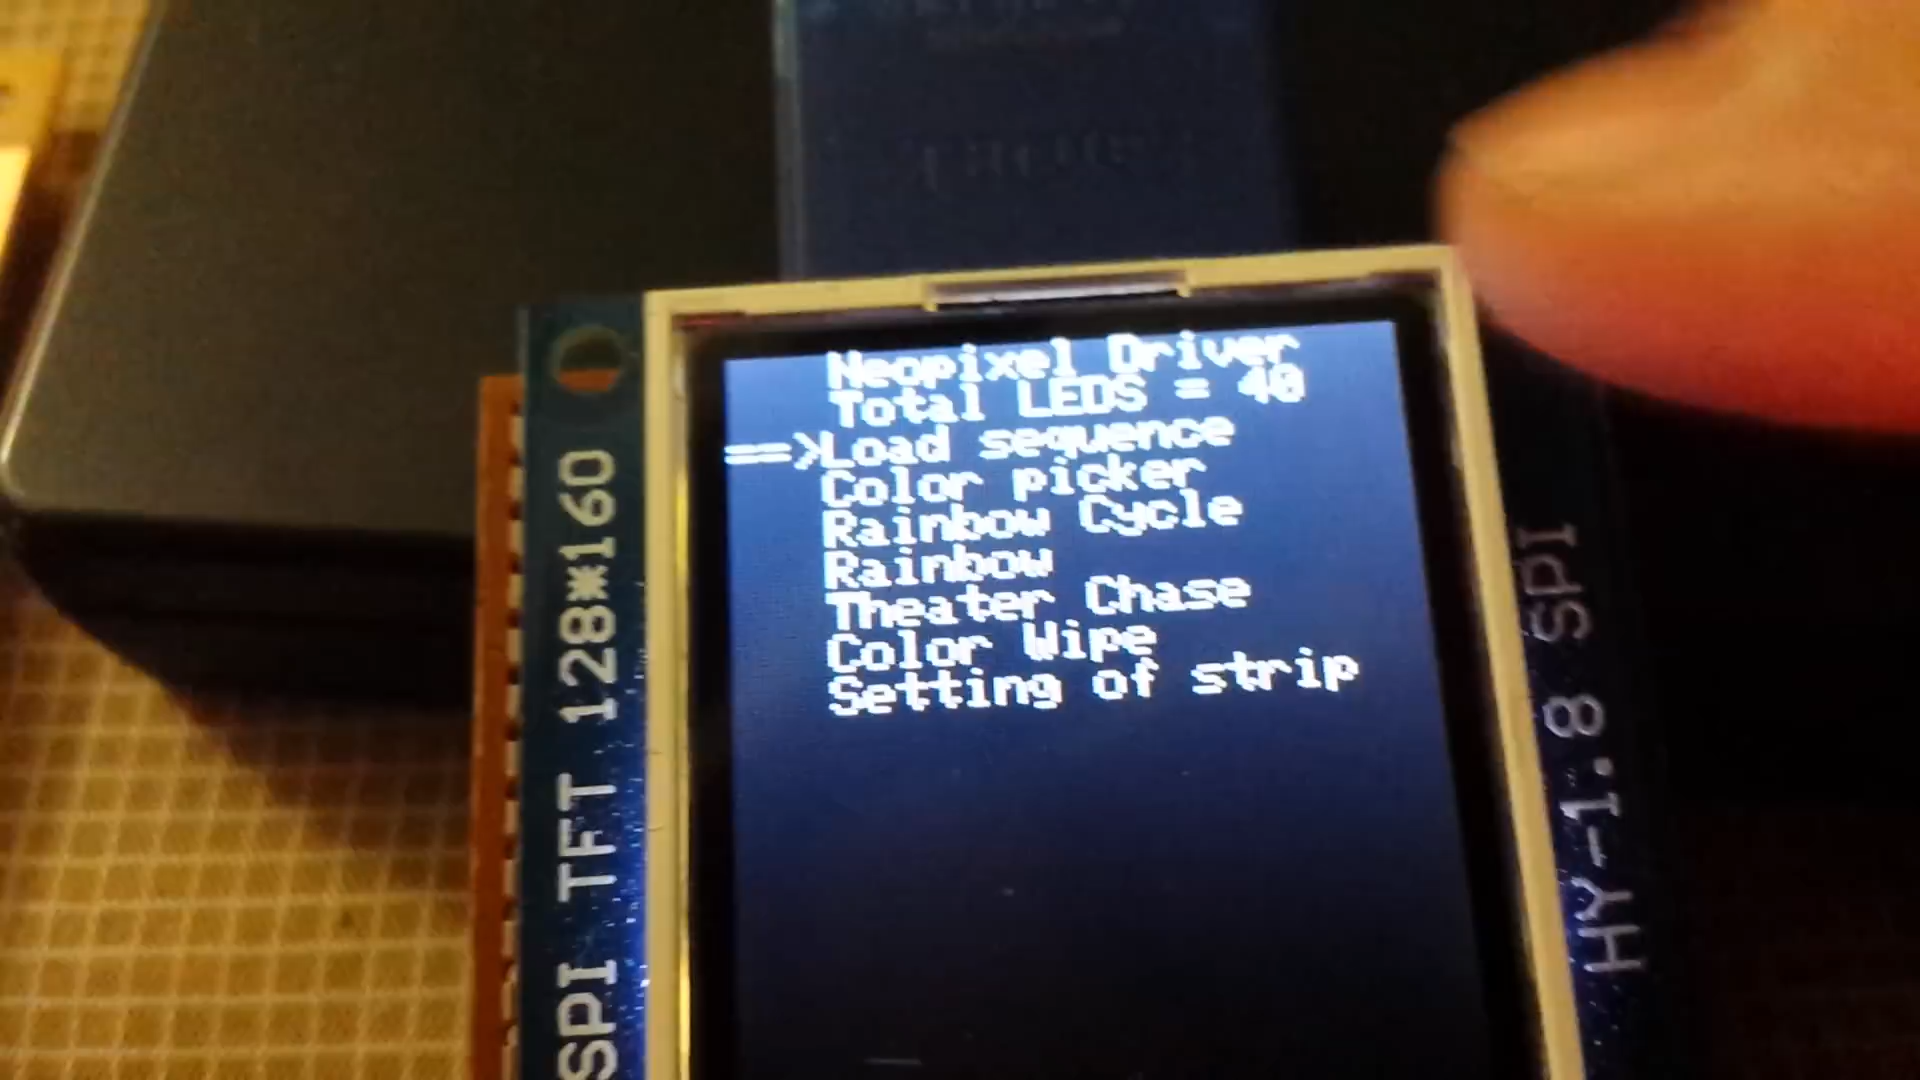 Neopixel Driver
Total LEDS = 40
==>Load sequence
Color picker
Rainbow Cycle
Rainbow
Theater Chase
Color Wipe
Setting of strip
SPI TFT 128*160
HY-1.8 SPI